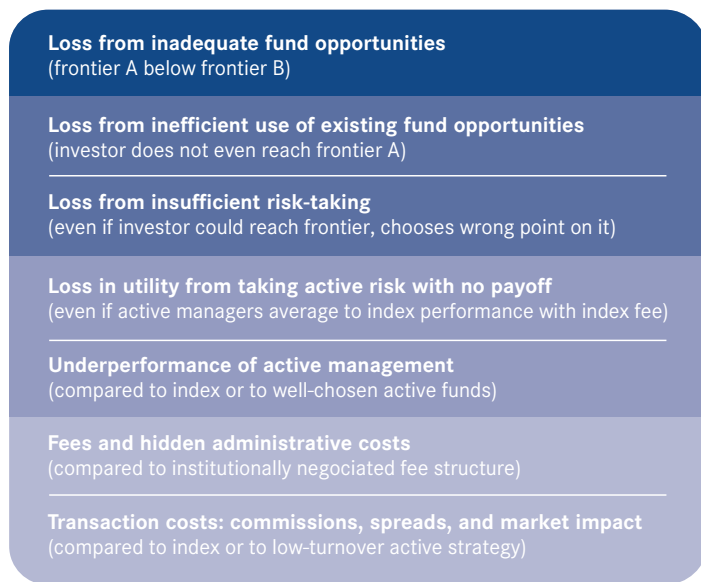 Loss from inadequate fund opportunities
(frontier A below frontier B)
Loss from inefficient use of existing fund opportunities
(investor does not even reach frontier A)
Loss from insufficient risk-taking
(even if investor could reach frontier, chooses wrong point on it)
Loss in utility from taking active risk with no payoff
(even if active managers average to index performance with index fee)
Underperformance of active management
(compared to index or to well-chosen active funds)
Fees and hidden administrative costs
(compared to institutionally negociated fee structure)
Transaction costs: commissions, spreads, and market impact
(compared to index or to low-turnover active strategy)